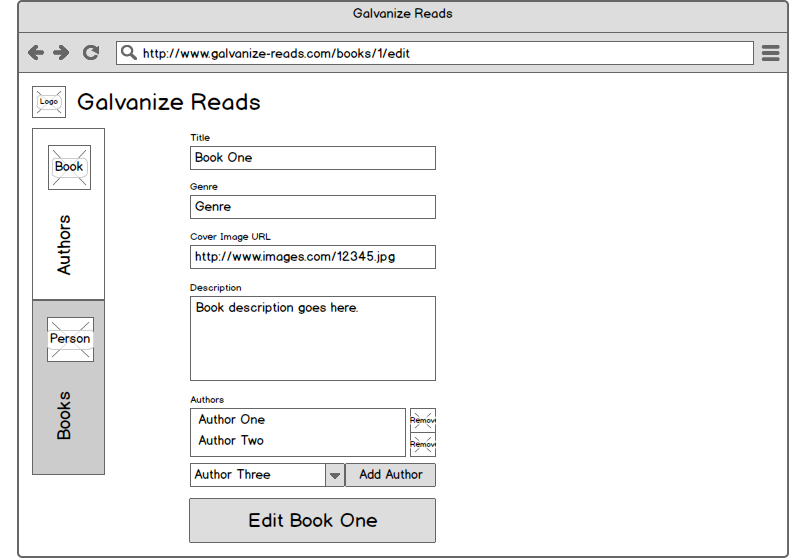 Galvanize Reads
http://www.galvanize-reads.com/books/1/edit
Logo
Galvanize Reads
Book
Authors
Person
Books
Title
Book One
Genre
Genre
Cover Image URL
http://www.images.com/12345.jpg
Description
Book description goes here.
Authors
Author One
Remove
Author Two
Remove
Author Three
Add Author
Edit Book One